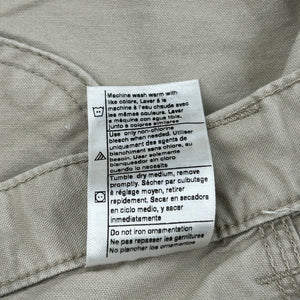 Machine wash warm with
like colors, Laver à la
machine à l'eau chaude avec
les mêmes couleurs, Lavar
a máquina con agua tibia,
junto a colores similares
Use only non-chlorine
bleach when needed. Utiliser
uniquement des agents de
blanchiment sans chlore, su
besoin. Usar
blanqueador sin cloro
cuando lo necesite
Tumble dry medium, remove
promptly. Sécher par culbutage
à réglage moyen, retirer
rapidement. Secar en secadora
en ciclo medio, y sacar
inmediatamente
Do not iron ornamentation
Ne pas repasser les garnitures
No planchar los ornamentos